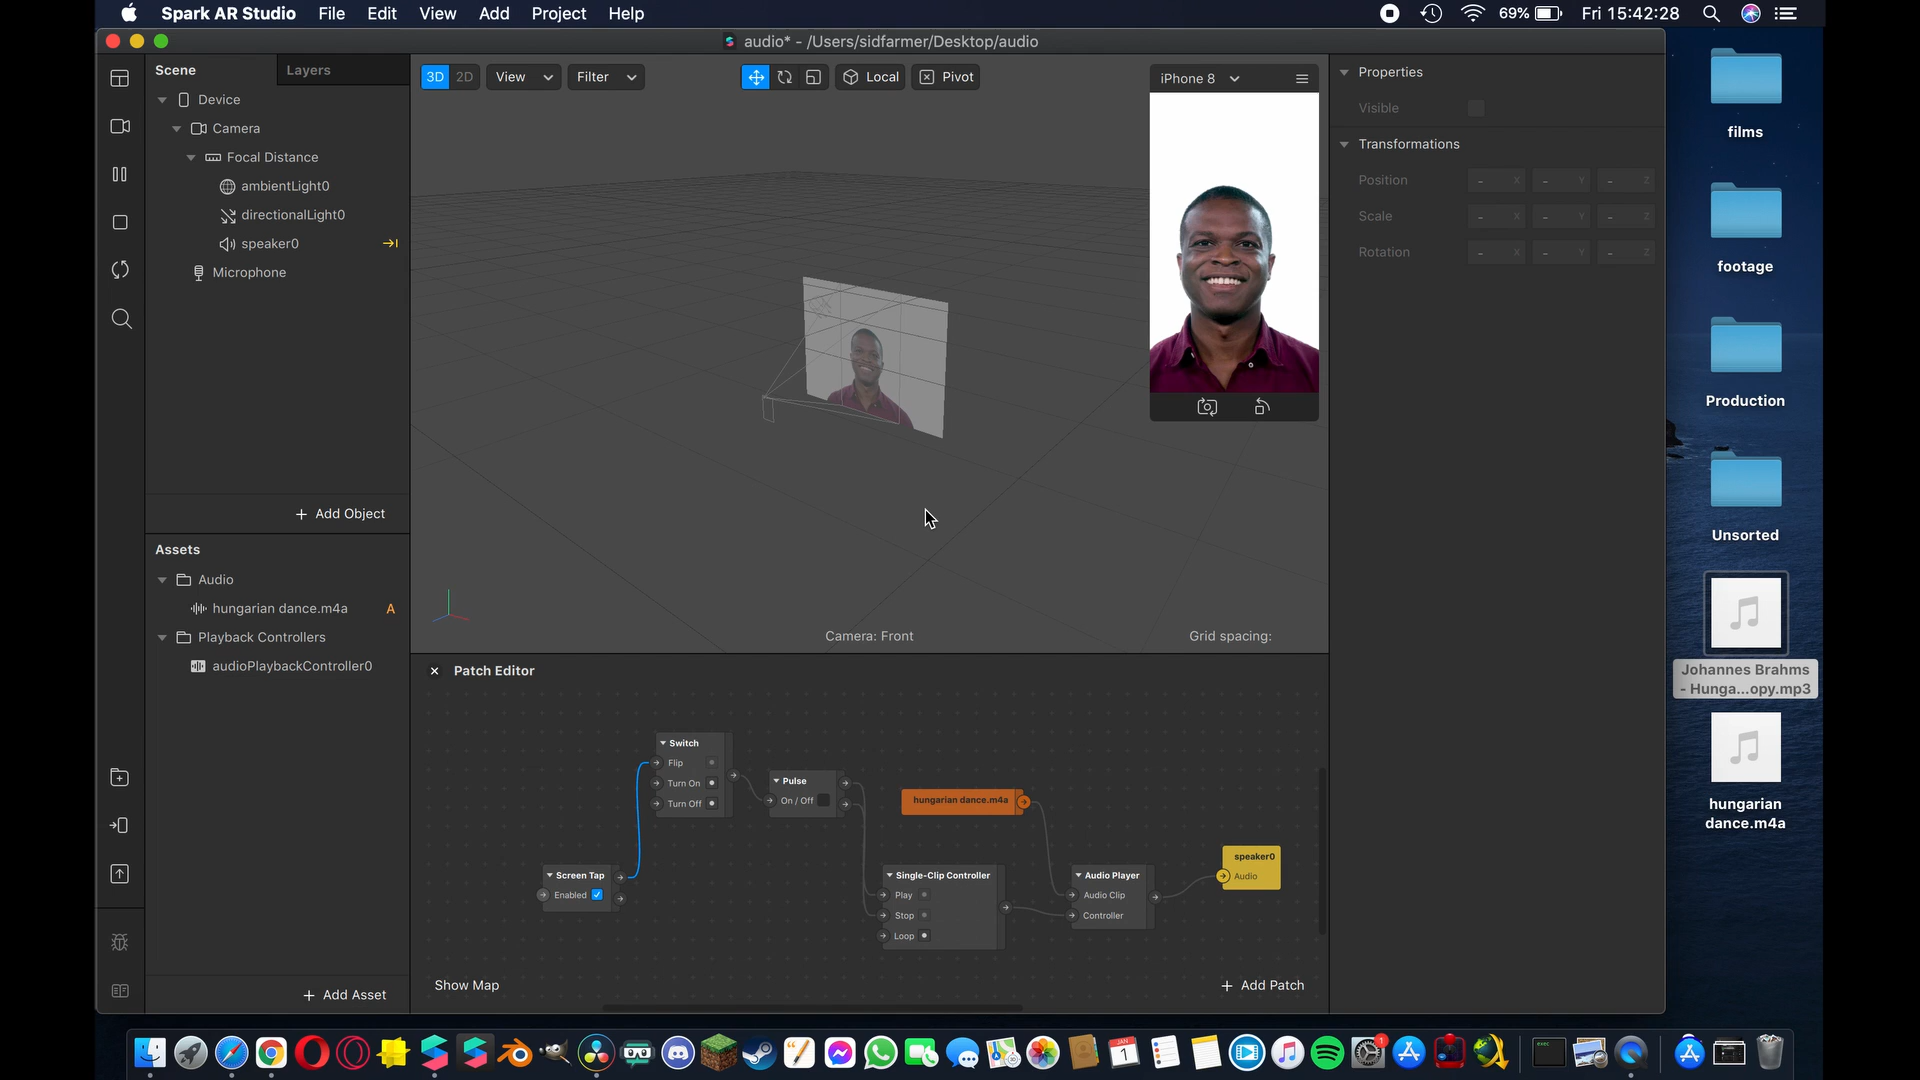 Spark AR Studio File Edit View Add Project Help
69% Fri 15:42:28
audio* - /Users/sidfarmer/Desktop/audio
Scene Layers
Device
Camera
Focal Distance
ambientLight0
directionalLight0
speaker0
Microphone
+ Add Object
Assets
Audio
hungarian dance.m4a A
Playback Controllers
audioPlaybackController0
+ Add Asset
3D 2D View Filter Local Pivot
iPhone 8
Camera: Front
Grid spacing:
Patch Editor
Switch
Flip
Turn On
Turn Off
Pulse
On / Off
hungarian dance.m4a
Screen Tap
Enabled
Single-Clip Controller
Play
Stop
Loop
Audio Player
Audio Clip
Controller
speaker0
Audio
Show Map
+ Add Patch
Properties
Visible
Transformations
Position - X - Y - Z
Scale - X - Y - Z
Rotation - X - Y - Z
films
footage
Production
Unsorted
Johannes Brahms
- Hunga...opy.mp3
hungarian
dance.m4a
JAN
1
1
exec